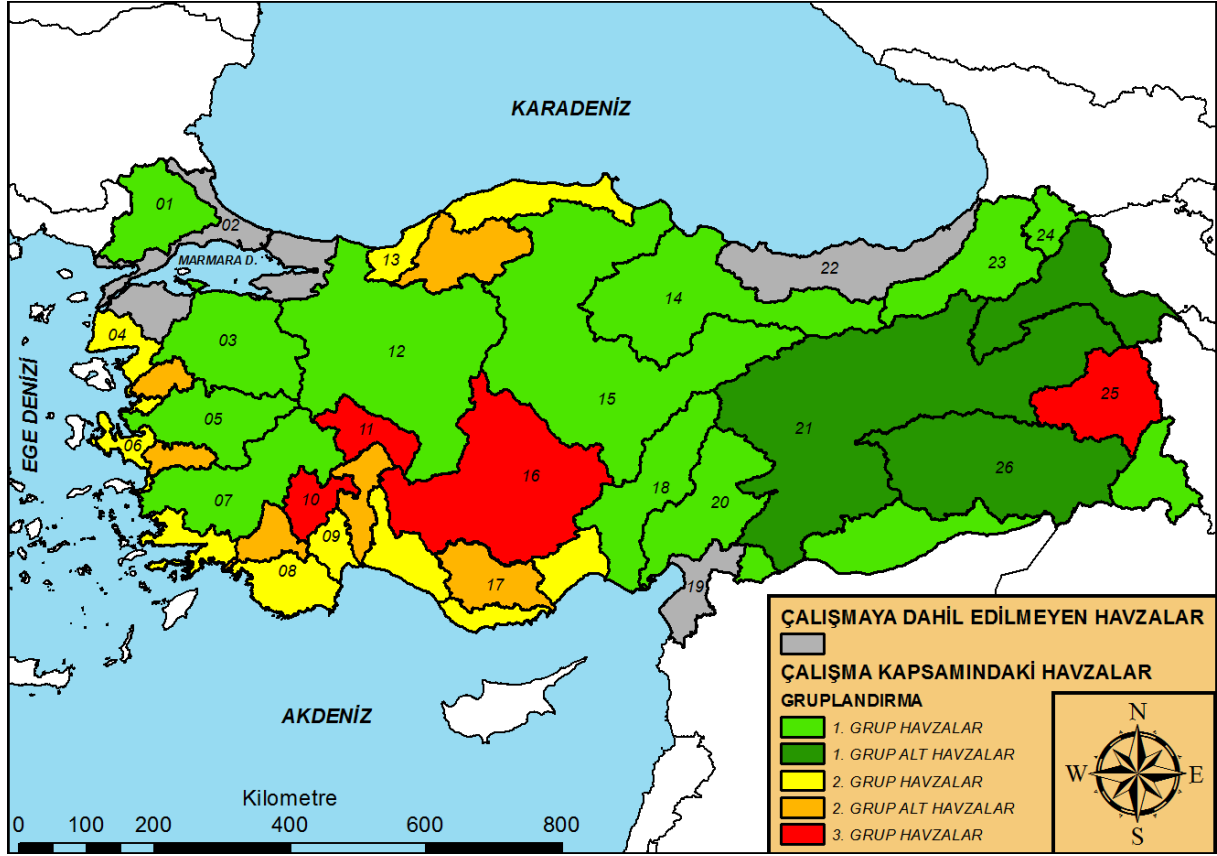 KARADENİZ
01
02
MARMARA D.
13
24
23
22
14
04
03
12
EGE DENİZİ
15
25
05
11
21
06
26
16
07
10
18
20
09
08
17
19
AKDENİZ
Kilometre
0 100 200 400 600 800
ÇALIŞMAYA DAHİL EDİLMEYEN HAVZALAR
ÇALIŞMA KAPSAMINDAKİ HAVZALAR
GRUPLANDIRMA
1. GRUP HAVZALAR
1. GRUP ALT HAVZALAR
2. GRUP HAVZALAR
2. GRUP ALT HAVZALAR
3. GRUP HAVZALAR
N
W E
S